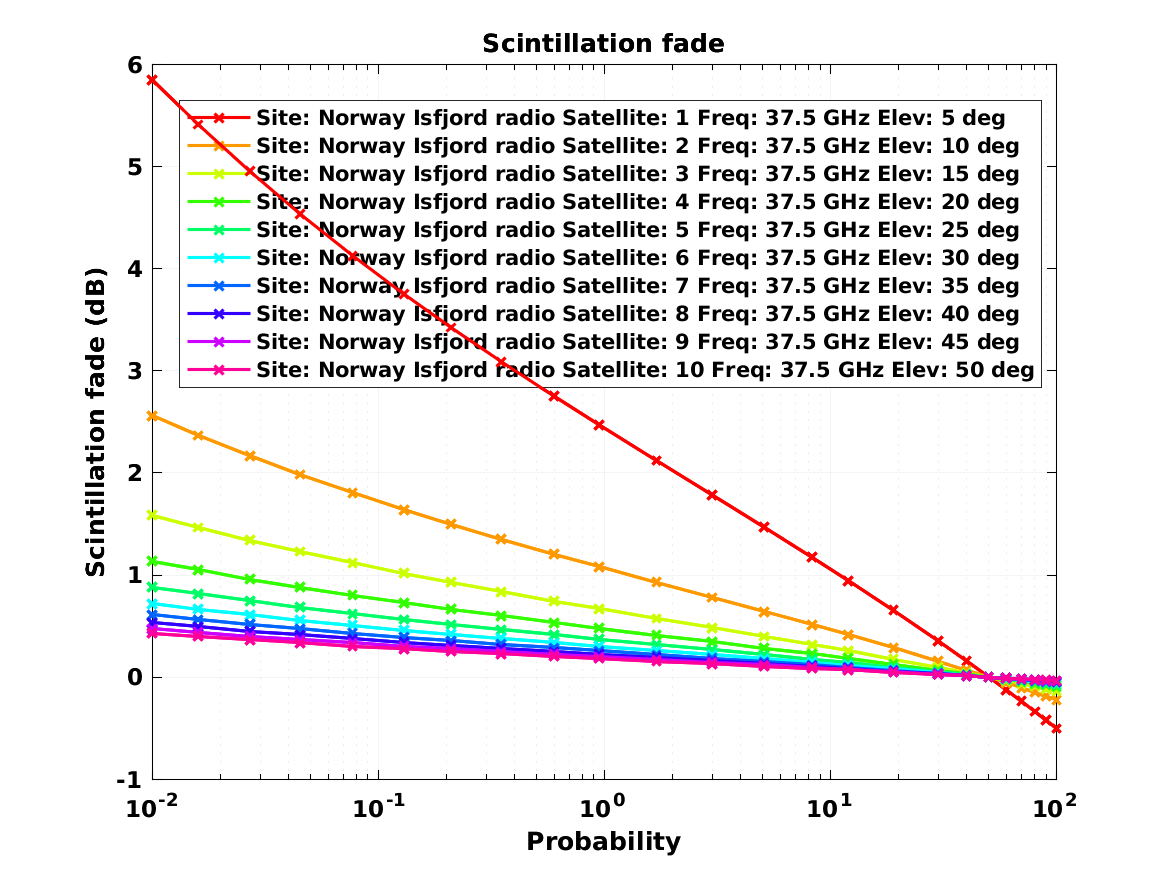 Scintillation fade
6
5
4
3
2
1
0
-1
Scintillation fade (dB)
Site: Norway Isfjord radio Satellite: 1 Freq: 37.5 GHz Elev: 5 deg
Site: Norway Isfjord radio Satellite: 2 Freq: 37.5 GHz Elev: 10 deg
Site: Norway Isfjord radio Satellite: 3 Freq: 37.5 GHz Elev: 15 deg
Site: Norway Isfjord radio Satellite: 4 Freq: 37.5 GHz Elev: 20 deg
Site: Norway Isfjord radio Satellite: 5 Freq: 37.5 GHz Elev: 25 deg
Site: Norway Isfjord radio Satellite: 6 Freq: 37.5 GHz Elev: 30 deg
Site: Norway Isfjord radio Satellite: 7 Freq: 37.5 GHz Elev: 35 deg
Site: Norway Isfjord radio Satellite: 8 Freq: 37.5 GHz Elev: 40 deg
Site: Norway Isfjord radio Satellite: 9 Freq: 37.5 GHz Elev: 45 deg
Site: Norway Isfjord radio Satellite: 10 Freq: 37.5 GHz Elev: 50 deg
10^-2 10^-1 10^0 10^1 10^2
Probability